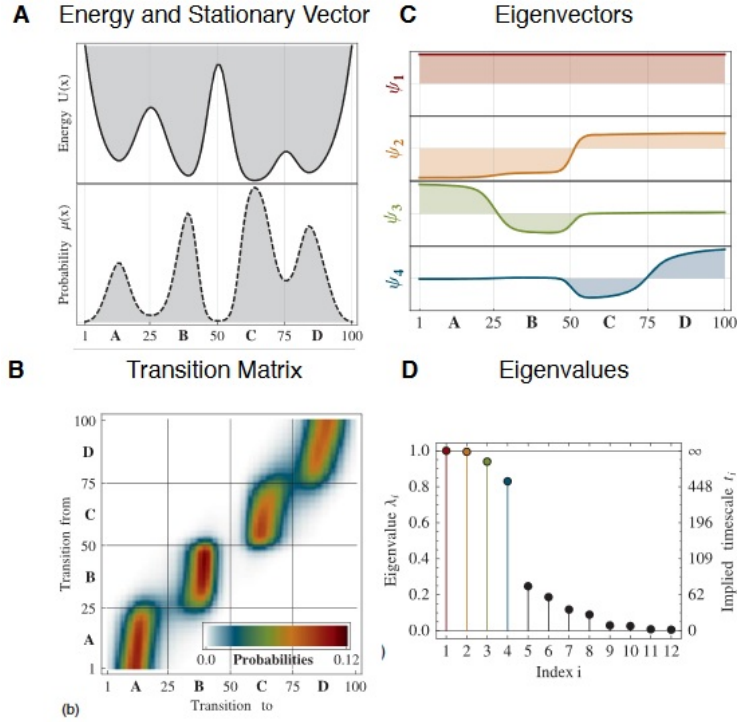 A Energy and Stationary Vector
Energy U(x)
Probability μ(x)
1 A 25 B 50 C 75 D 100
C Eigenvectors
ψ1
ψ2
ψ3
ψ4
1 A 25 B 50 C 75 D 100
B Transition Matrix
Transition from
100
D
75
C
50
B
25
A
1
0.0 Probabilities 0.12
1 A 25 B 50 C 75 D 100
Transition to
(b)
D Eigenvalues
Eigenvalue λi
1.0
0.8
0.6
0.4
0.2
0.0
∞
448
196
109
62
0
Implied timescale ti
)
1 2 3 4 5 6 7 8 9 10 11 12
Index i